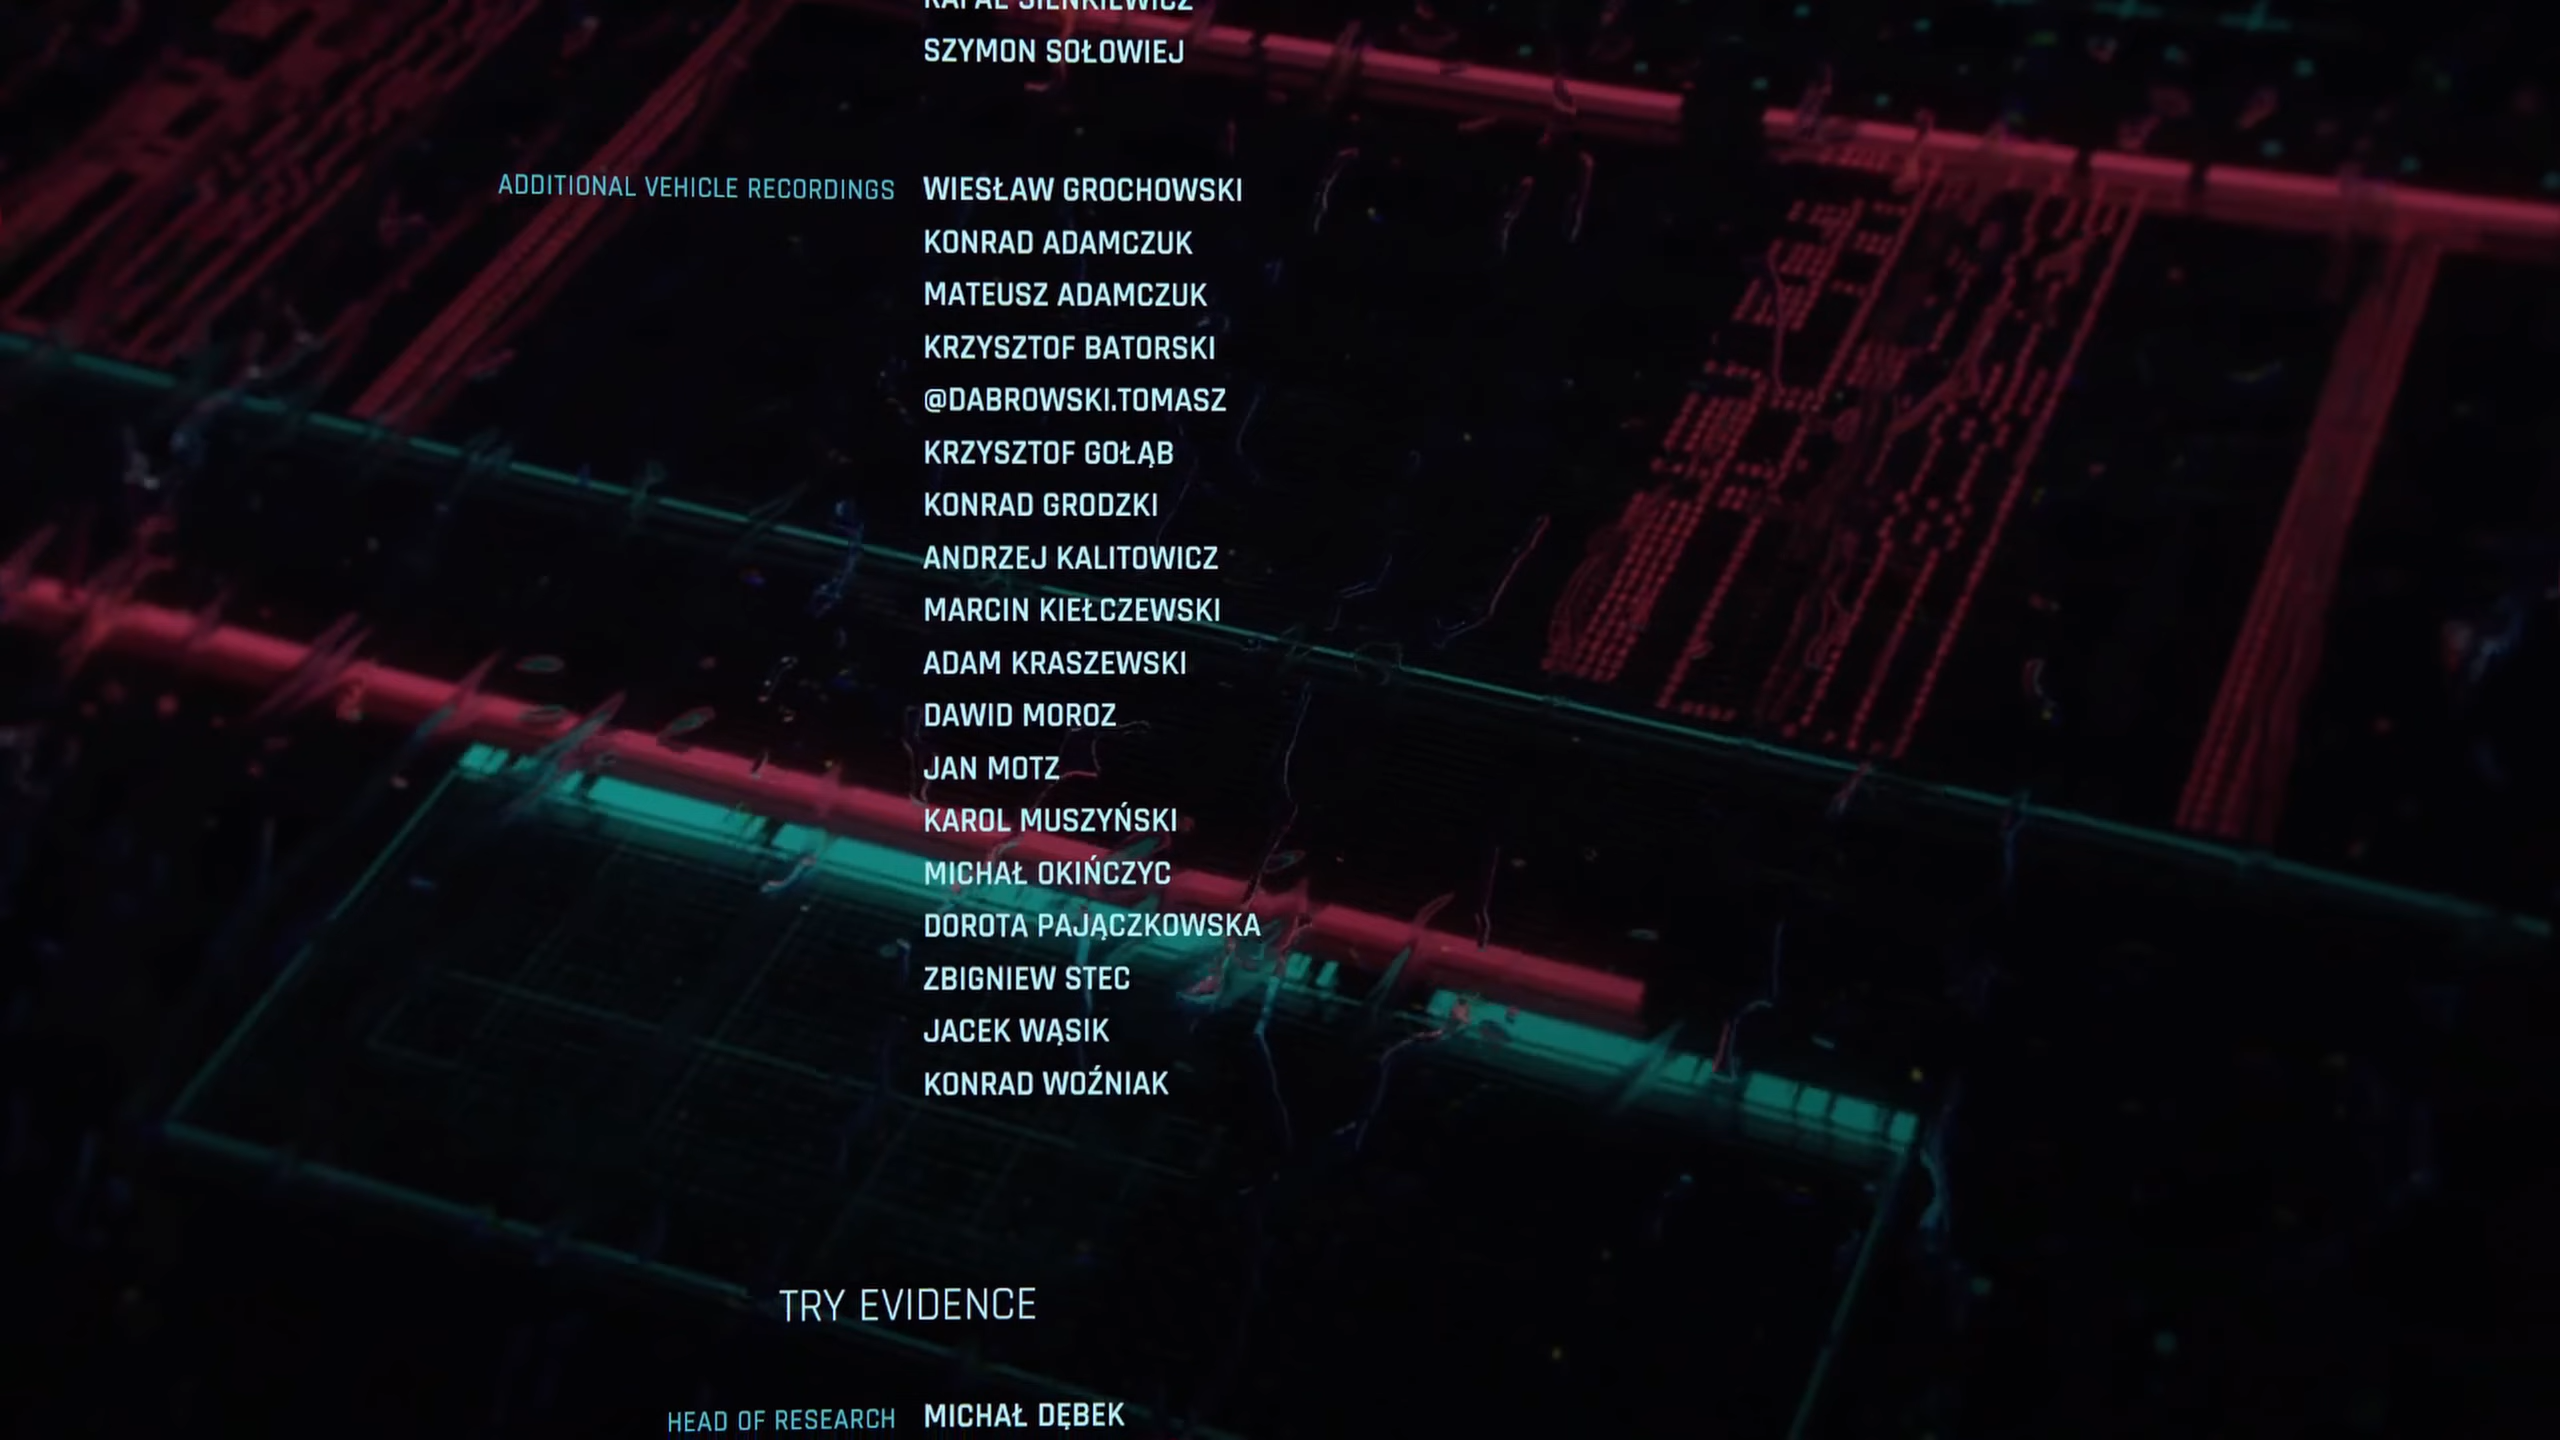 RAFAŁ SIENKIEWICZ
SZYMON SOŁOWIEJ
ADDITIONAL VEHICLE RECORDINGS WIESŁAW GROCHOWSKI
KONRAD ADAMCZUK
MATEUSZ ADAMCZUK
KRZYSZTOF BATORSKI
@DABROWSKI.TOMASZ
KRZYSZTOF GOŁĄB
KONRAD GRODZKI
ANDRZEJ KALITOWICZ
MARCIN KIEŁCZEWSKI
ADAM KRASZEWSKI
DAWID MOROZ
JAN MOTZ
KAROL MUSZYŃSKI
MICHAŁ OKIŃCZYC
DOROTA PAJĄCZKOWSKA
ZBIGNIEW STEC
JACEK WĄSIK
KONRAD WOŹNIAK
TRY EVIDENCE
HEAD OF RESEARCH MICHAŁ DĘBEK